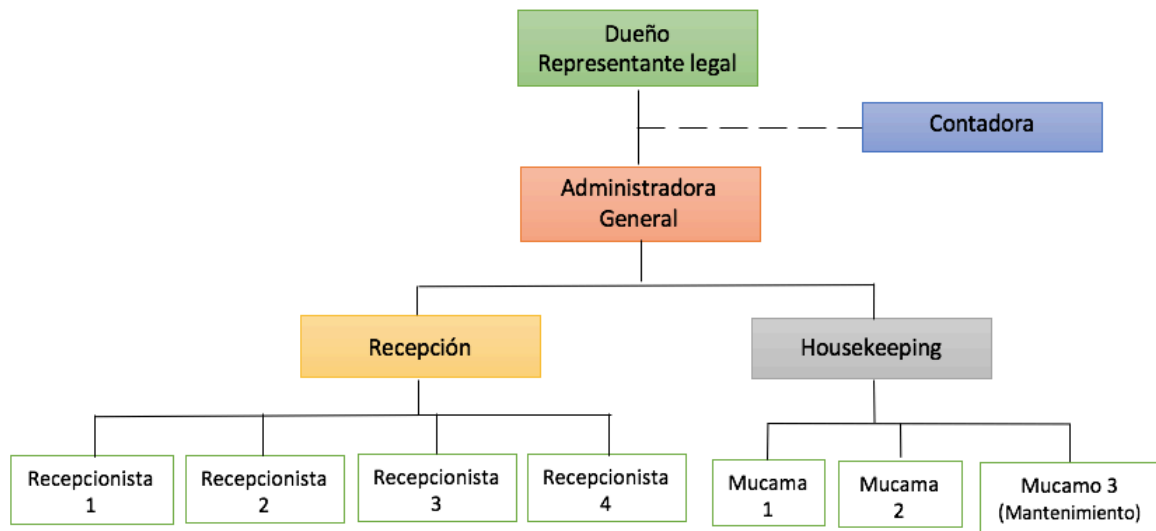 Dueño
Representante legal
Contadora
Administradora
General
Recepción
Housekeeping
Recepcionista
1
Recepcionista
2
Recepcionista
3
Recepcionista
4
Mucama
1
Mucama
2
Mucamo 3
(Mantenimiento)